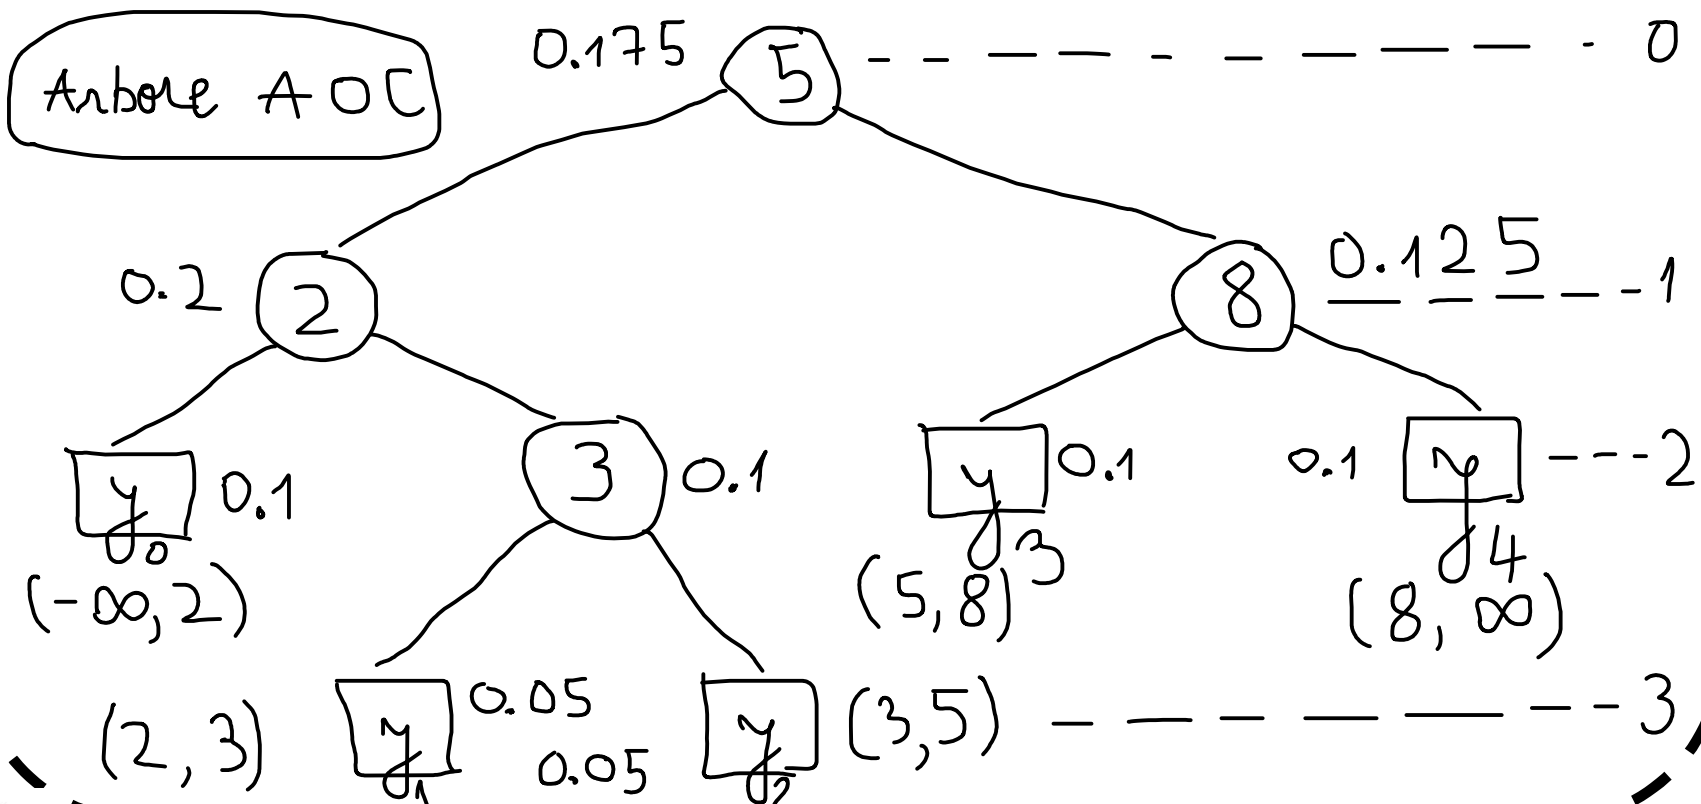 Arbore AOC
0.175 5 0
0.2 2 8 0.125 1
y0 0.1 3 0.1 y3 0.1 0.1 y4 2
(-∞,2) (5,8) (8,∞)
(2,3) y1 0.05 0.05 y2 (3,5) 3